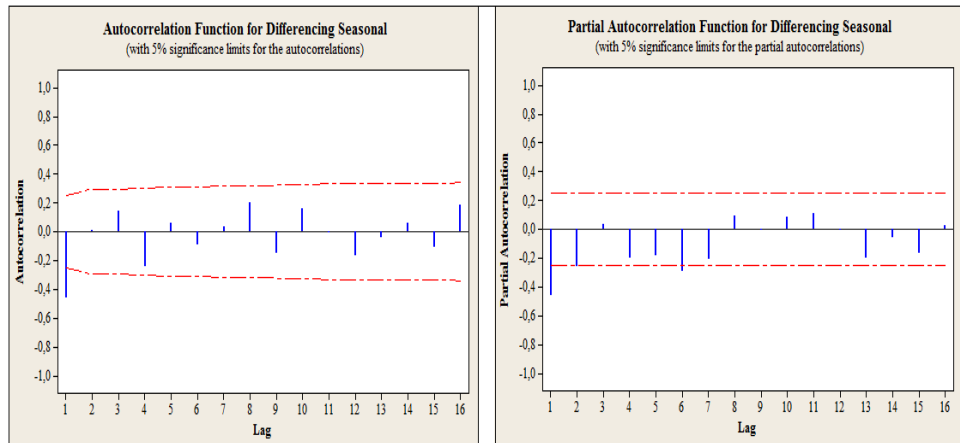 Autocorrelation Function for Differencing Seasonal
(with 5% significance limits for the autocorrelations)
1,0
0,8
0,6
0,4
0,2
0,0
-0,2
-0,4
-0,6
-0,8
-1,0
Autocorrelation
1 2 3 4 5 6 7 8 9 10 11 12 13 14 15 16
Lag
Partial Autocorrelation Function for Differencing Seasonal
(with 5% significance limits for the partial autocorrelations)
1,0
0,8
0,6
0,4
0,2
0,0
-0,2
-0,4
-0,6
-0,8
-1,0
Partial Autocorrelation
1 2 3 4 5 6 7 8 9 10 11 12 13 14 15 16
Lag